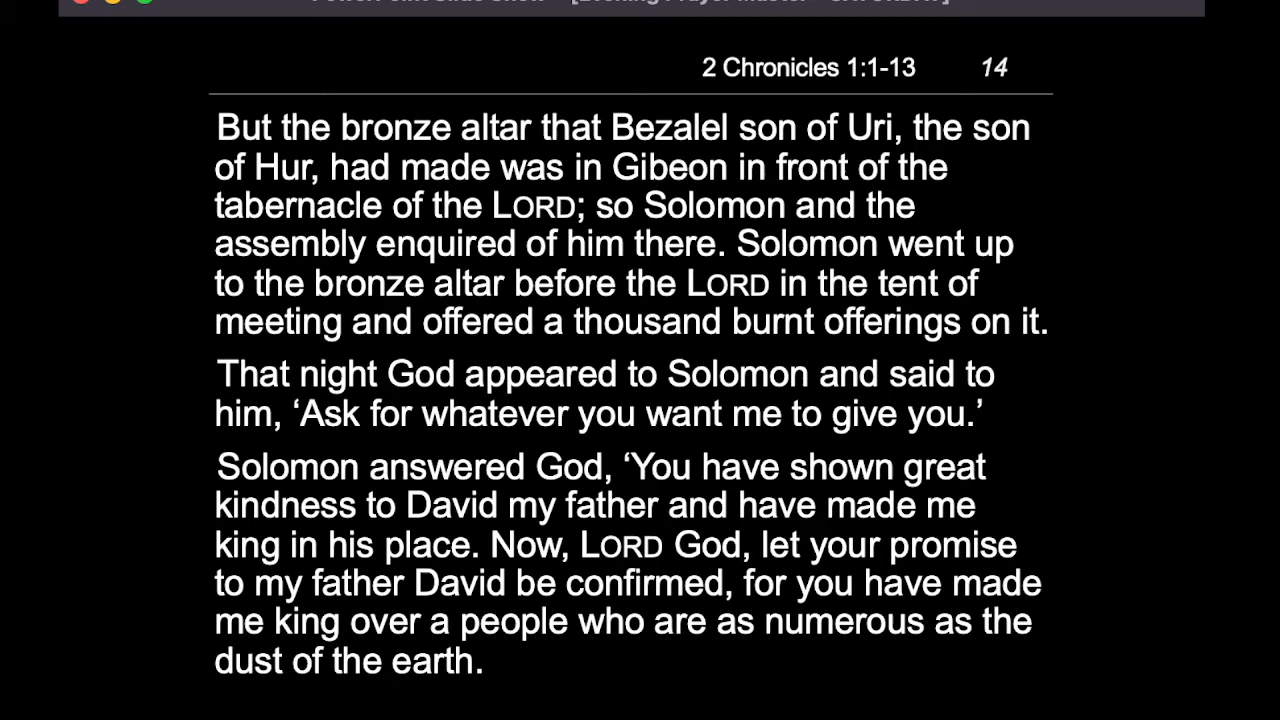 2 Chronicles 1:1-13 14
But the bronze altar that Bezalel son of Uri, the son
of Hur, had made was in Gibeon in front of the
tabernacle of the LORD; so Solomon and the
assembly enquired of him there. Solomon went up
to the bronze altar before the LORD in the tent of
meeting and offered a thousand burnt offerings on it.
That night God appeared to Solomon and said to
him, ‘Ask for whatever you want me to give you.’
Solomon answered God, ‘You have shown great
kindness to David my father and have made me
king in his place. Now, LORD God, let your promise
to my father David be confirmed, for you have made
me king over a people who are as numerous as the
dust of the earth.